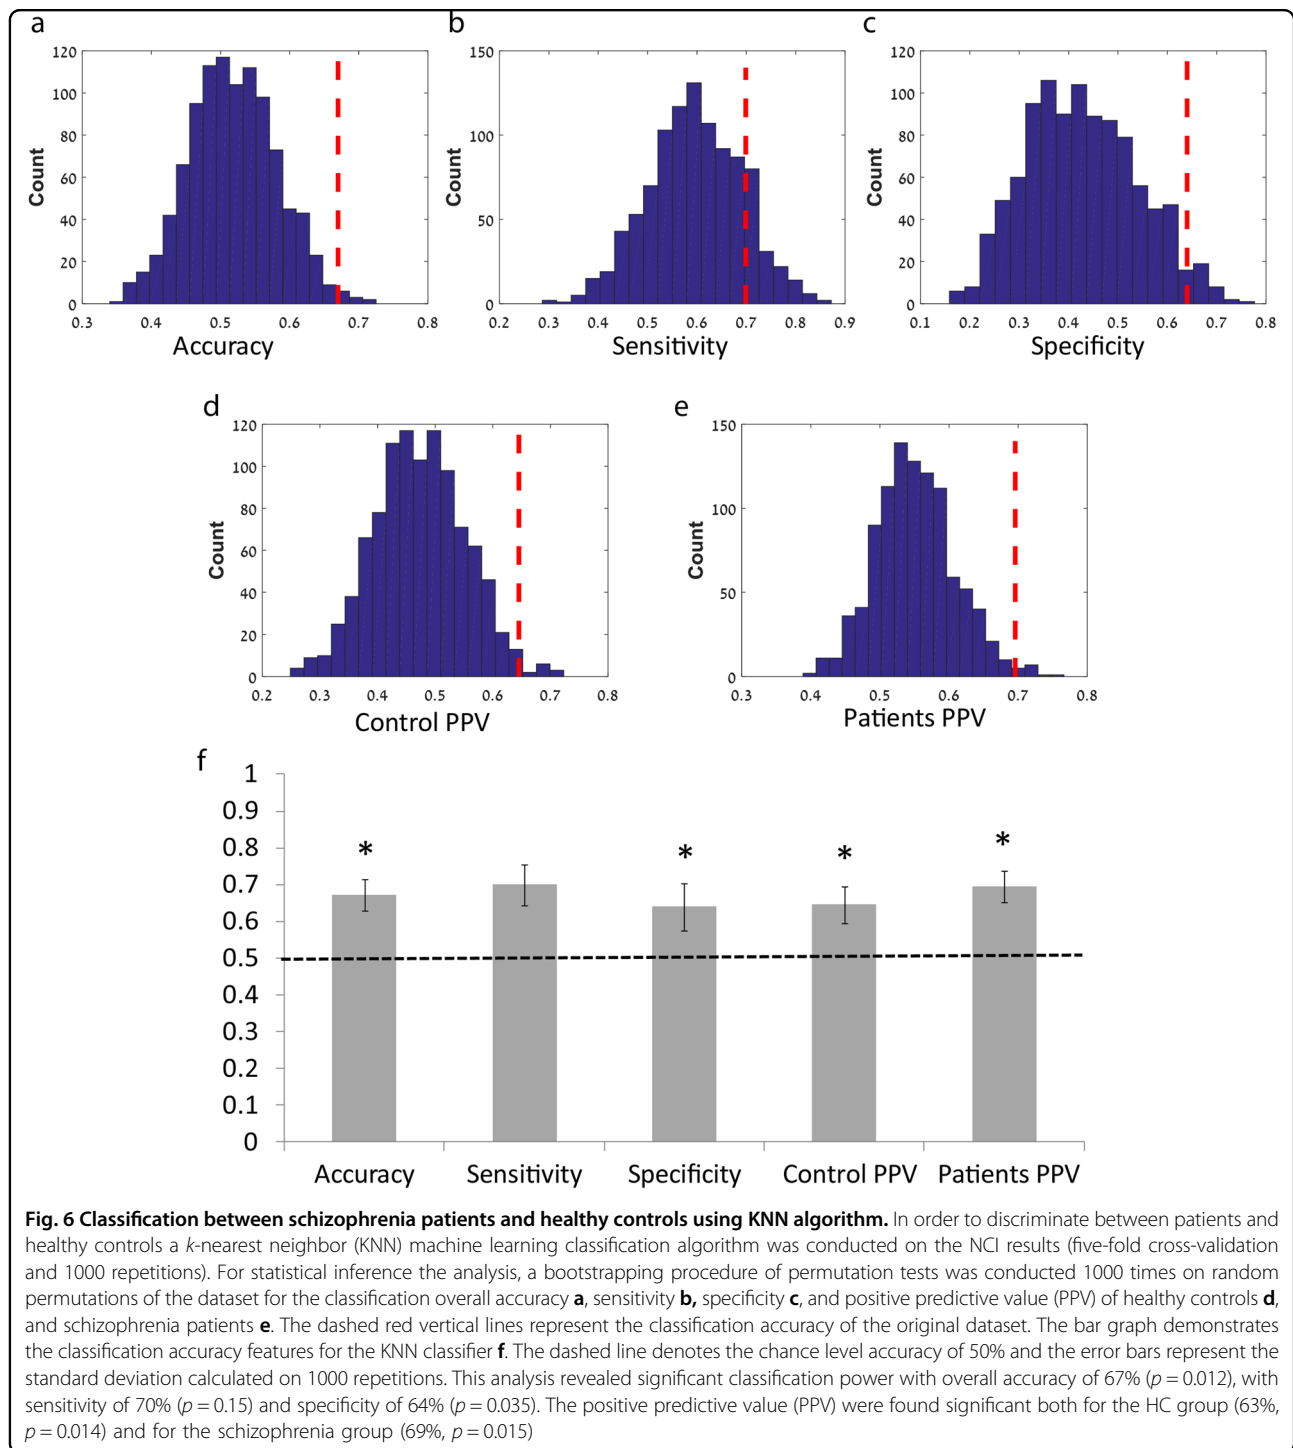 a
120
100
80
60
40
20
0
Count
0.3 0.4 0.5 0.6 0.7 0.8
Accuracy
b
150
100
50
0
Count
0.2 0.3 0.4 0.5 0.6 0.7 0.8 0.9
Sensitivity
c
120
100
80
60
40
20
0
Count
0.1 0.2 0.3 0.4 0.5 0.6 0.7 0.8
Specificity
d
120
100
80
60
40
20
0
Count
0.2 0.3 0.4 0.5 0.6 0.7 0.8
Control PPV
e
150
100
50
0
Count
0.3 0.4 0.5 0.6 0.7 0.8
Patients PPV
f
1
0.9
0.8
0.7
0.6
0.5
0.4
0.3
0.2
0.1
0
* * * *
Accuracy Sensitivity Specificity Control PPV Patients PPV
Fig. 6 Classification between schizophrenia patients and healthy controls using KNN algorithm. In order to discriminate between patients and
healthy controls a k-nearest neighbor (KNN) machine learning classification algorithm was conducted on the NCI results (five-fold cross-validation
and 1000 repetitions). For statistical inference the analysis, a bootstrapping procedure of permutation tests was conducted 1000 times on random
permutations of the dataset for the classification overall accuracy a, sensitivity b, specificity c, and positive predictive value (PPV) of healthy controls d,
and schizophrenia patients e. The dashed red vertical lines represent the classification accuracy of the original dataset. The bar graph demonstrates
the classification accuracy features for the KNN classifier f. The dashed line denotes the chance level accuracy of 50% and the error bars represent the
standard deviation calculated on 1000 repetitions. This analysis revealed significant classification power with overall accuracy of 67% (p = 0.012), with
sensitivity of 70% (p = 0.15) and specificity of 64% (p = 0.035). The positive predictive value (PPV) were found significant both for the HC group (63%,
p = 0.014) and for the schizophrenia group (69%, p = 0.015)